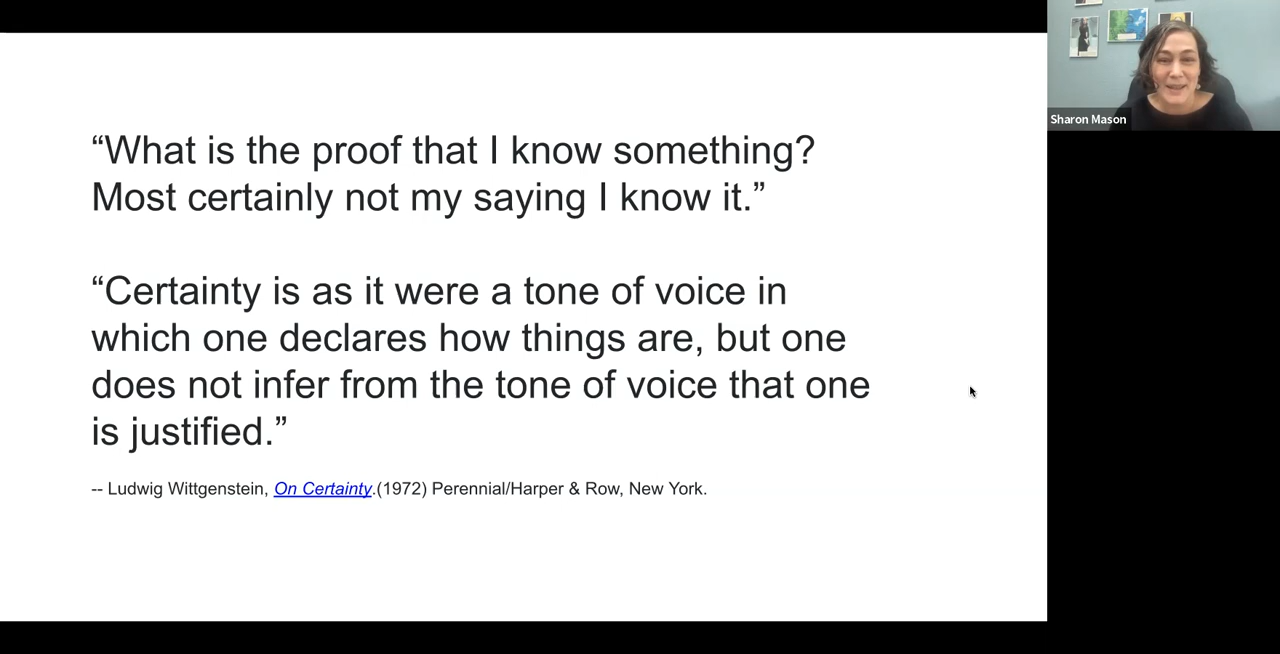 “What is the proof that I know something?
Most certainly not my saying I know it.”
“Certainty is as it were a tone of voice in
which one declares how things are, but one
does not infer from the tone of voice that one
is justified.”
-- Ludwig Wittgenstein, On Certainty.(1972) Perennial/Harper & Row, New York.
Sharon Mason